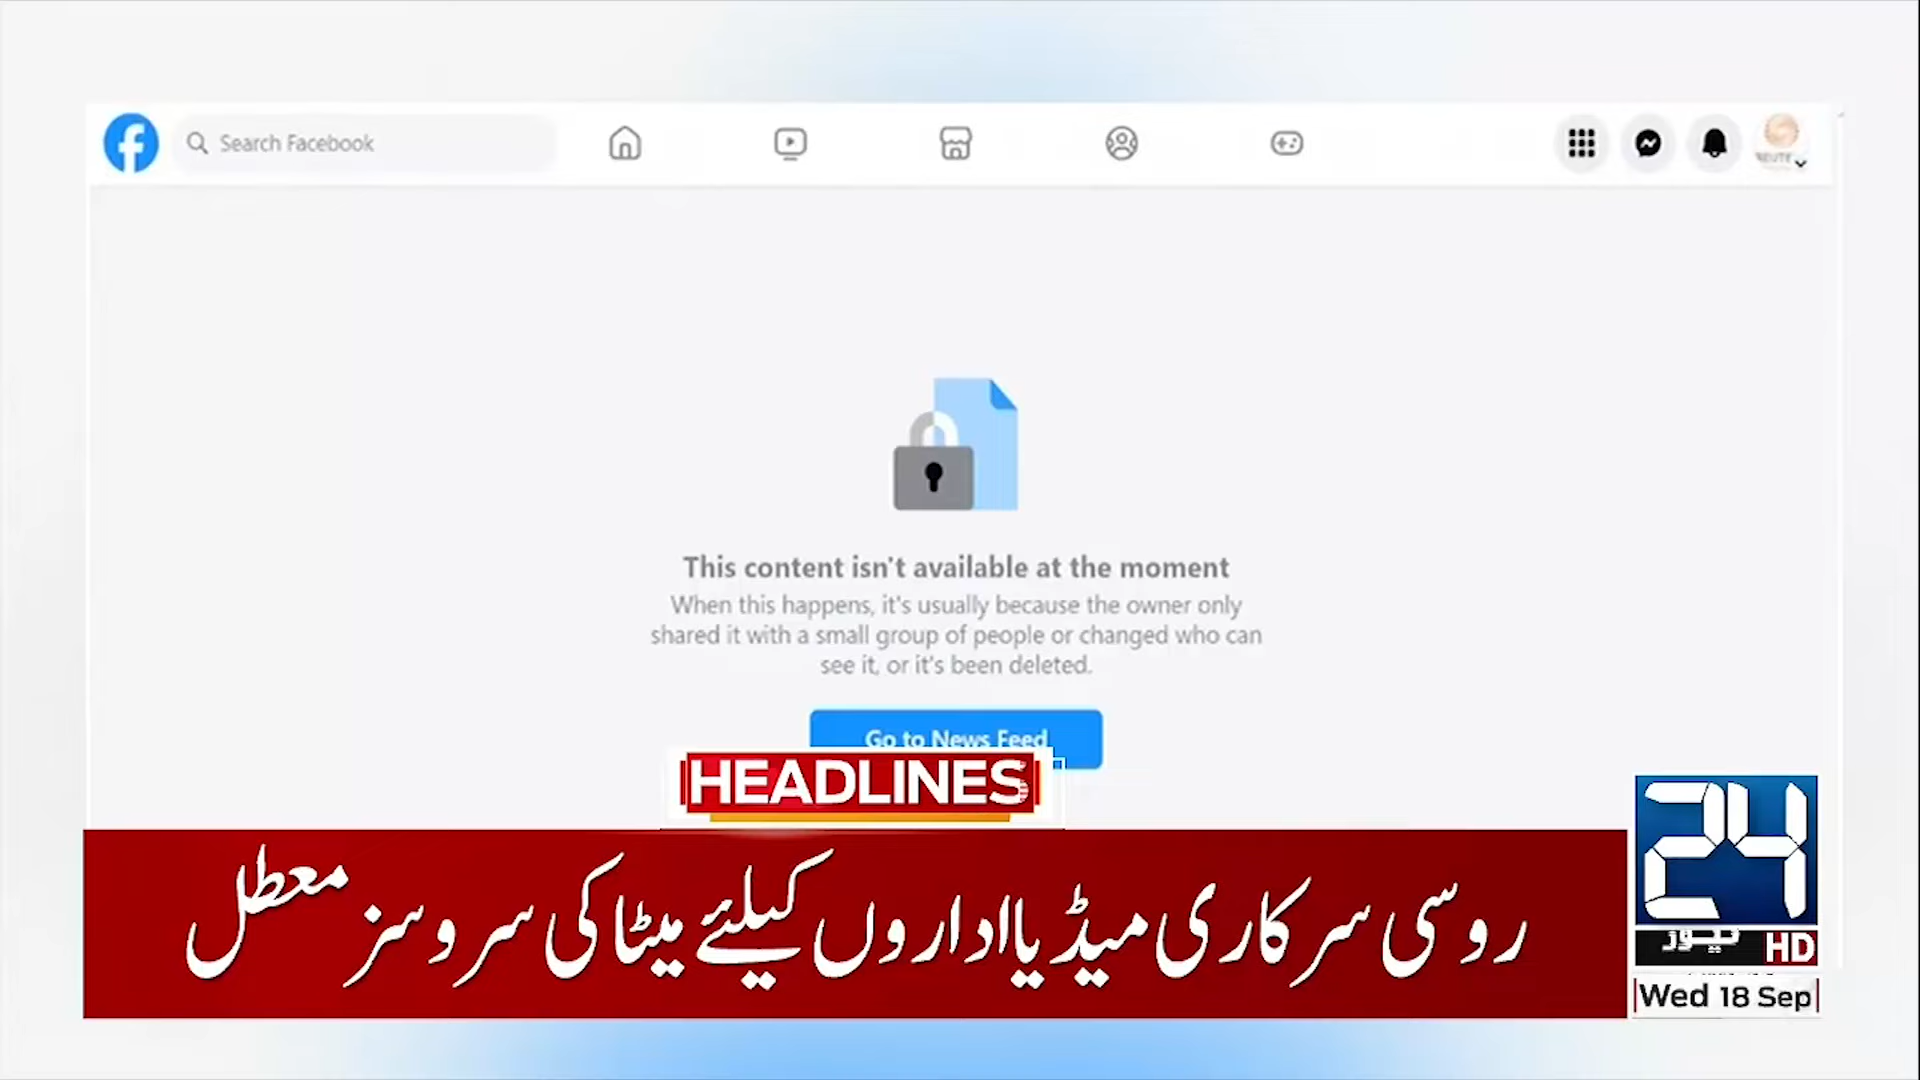 Search Facebook
This content isn't available at the moment
When this happens, it's usually because the owner only
shared it with a small group of people or changed who can
see it, or it's been deleted.
Go to News Feed
HEADLINES
روسی سرکاری میڈیا اداروں کیلئے میٹا کی سروسز معطل
24
نیوز HD
Wed 18 Sep